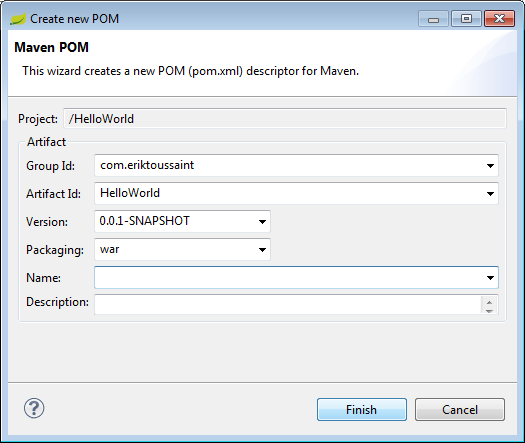 Create new POM
Maven POM
This wizard creates a new POM (pom.xml) descriptor for Maven.
Project: /HelloWorld
Artifact
Group Id: com.eriktoussaint
Artifact Id: HelloWorld
Version: 0.0.1-SNAPSHOT
Packaging: war
Name:
Description:
?
Finish Cancel